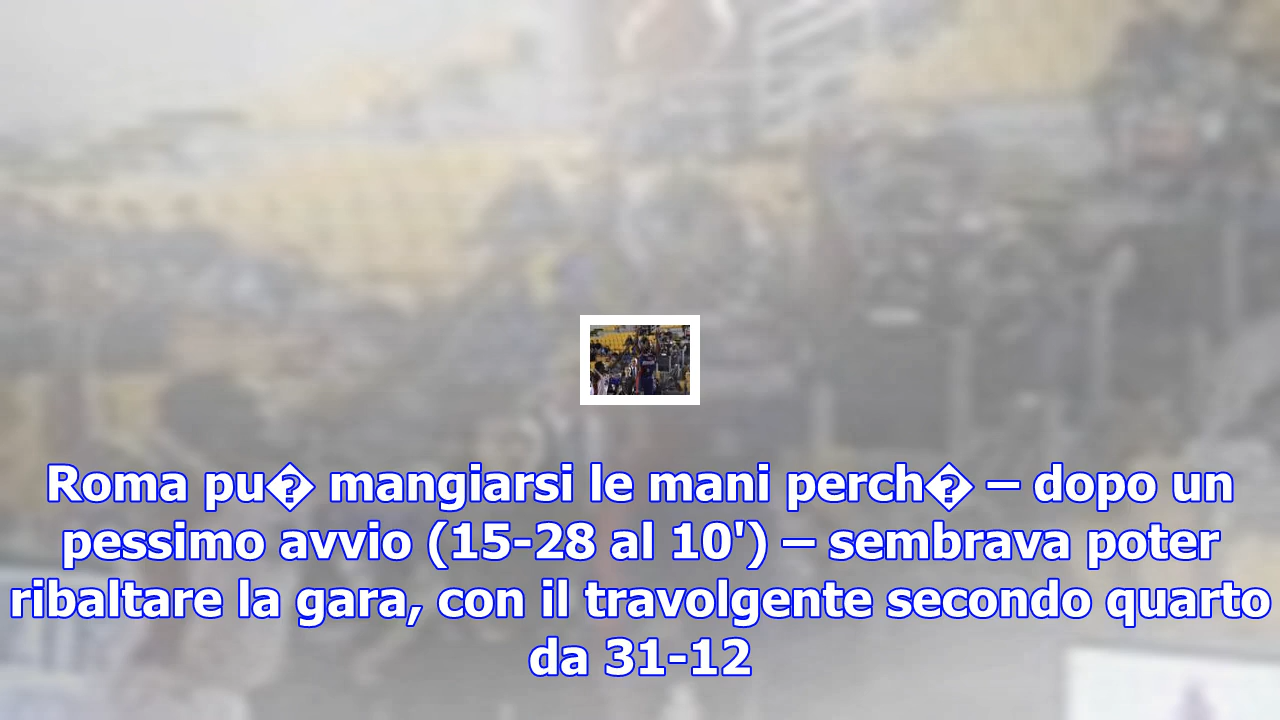 Roma pu� mangiarsi le mani perch� – dopo un
pessimo avvio (15-28 al 10') – sembrava poter
ribaltare la gara, con il travolgente secondo quarto
da 31-12